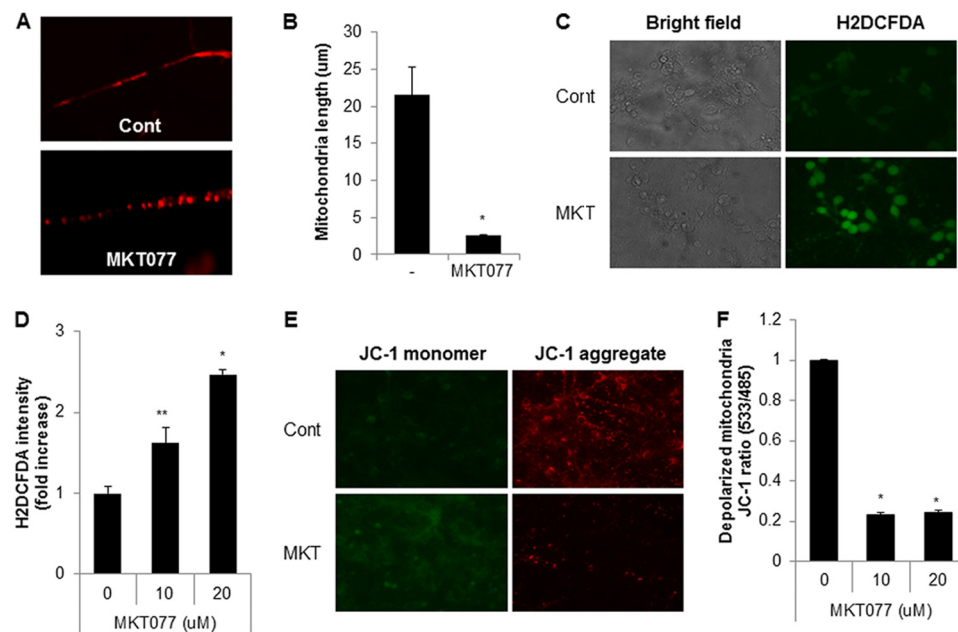 A
Cont
MKT077
B
Mitochondria length (um)
30
25
20
15
10
5
0
*
-
MKT077
C
Bright field
H2DCFDA
Cont
MKT
D
H2DCFDA intensity
(fold increase)
3
2
1
0
**
*
0
10
20
MKT077 (uM)
E
JC-1 monomer
JC-1 aggregate
Cont
MKT
F
Depolarized mitochondria
JC-1 ratio (533/485)
1.2
1
0.8
0.6
0.4
0.2
0
*
*
0
10
20
MKT077 (uM)